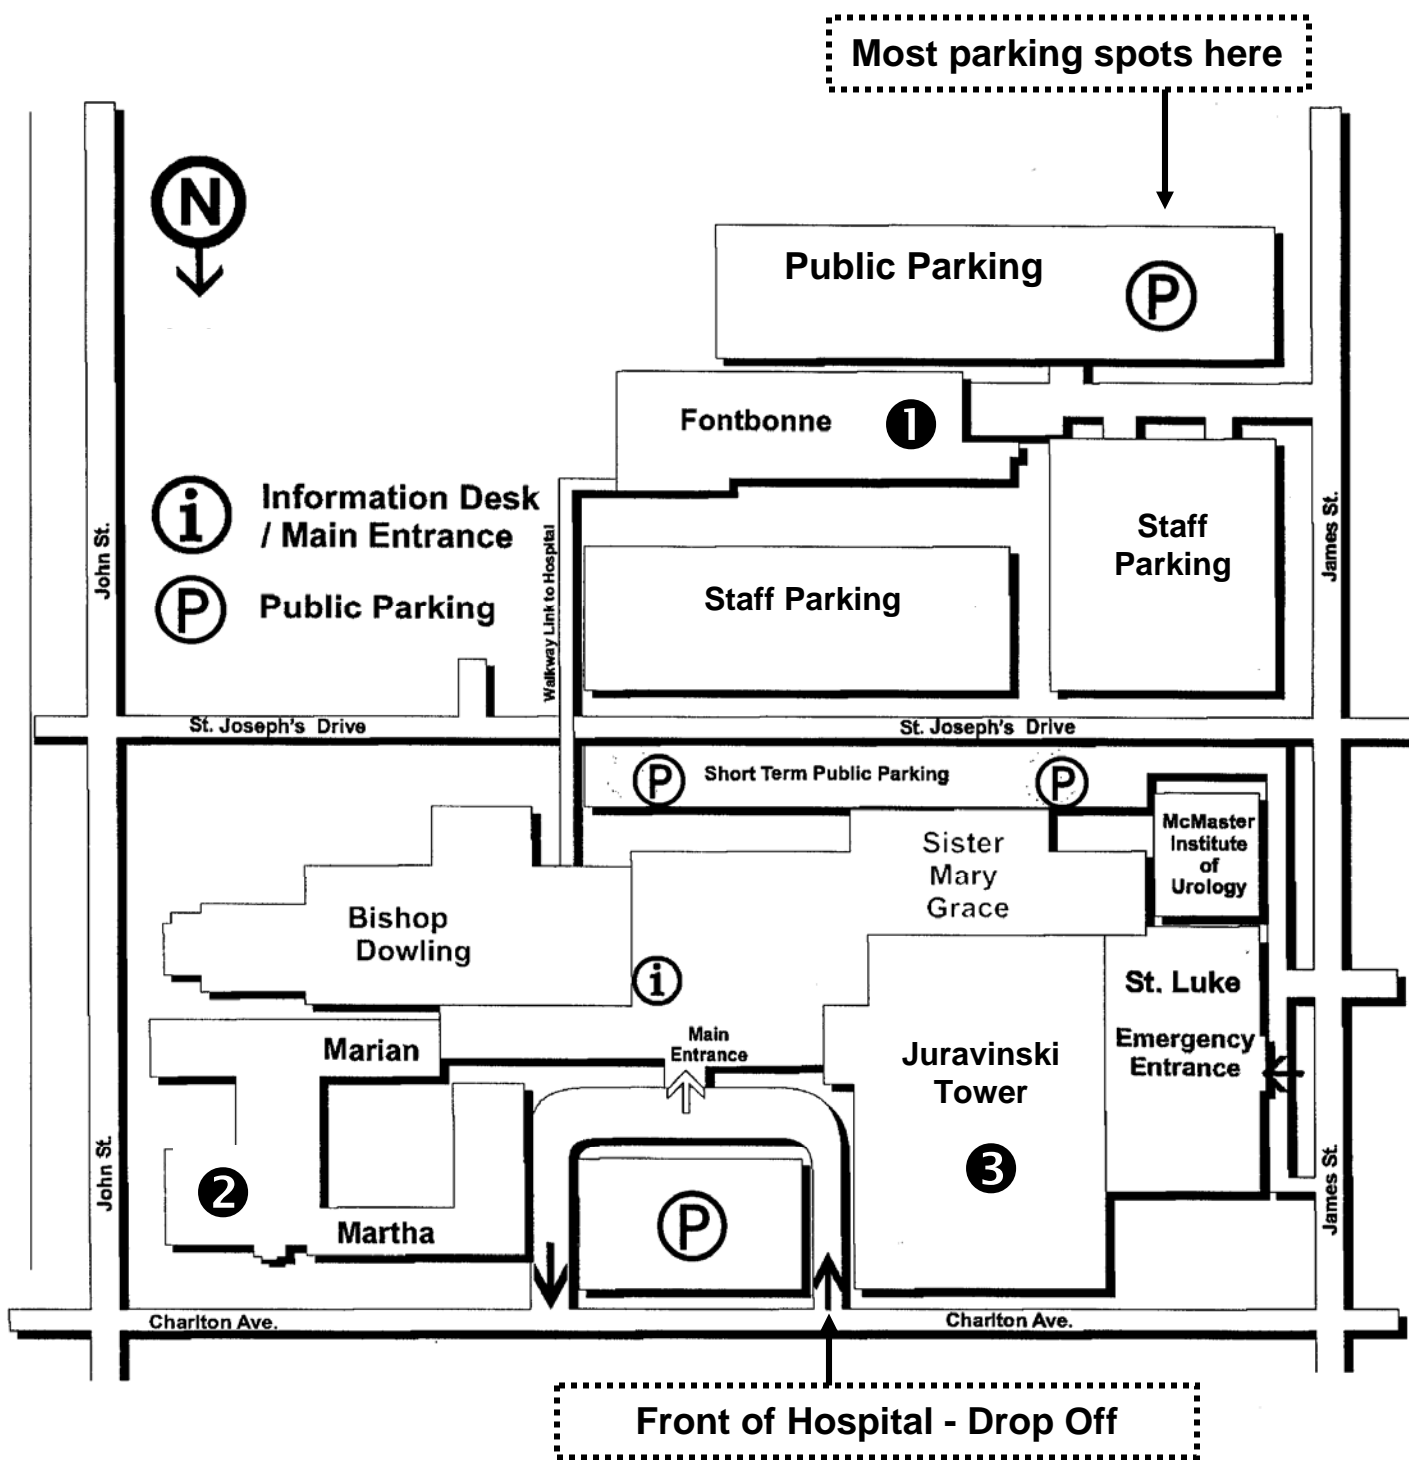 Most parking spots here
N
Public Parking
P
Fontbonne
❶
i
Information Desk
/ Main Entrance
P
Public Parking
John St.
Walkway Link to Hospital
Staff Parking
Staff
Parking
James St.
St. Joseph's Drive
St. Joseph's Drive
P
Short Term Public Parking
P
McMaster
Institute
of
Urology
Sister
Mary
Grace
Bishop
Dowling
i
St. Luke
Emergency
Entrance
Marian
Main
Entrance
Juravinski
Tower
❸
John St.
❷
Martha
P
James St.
Charlton Ave.
Charlton Ave.
Front of Hospital - Drop Off